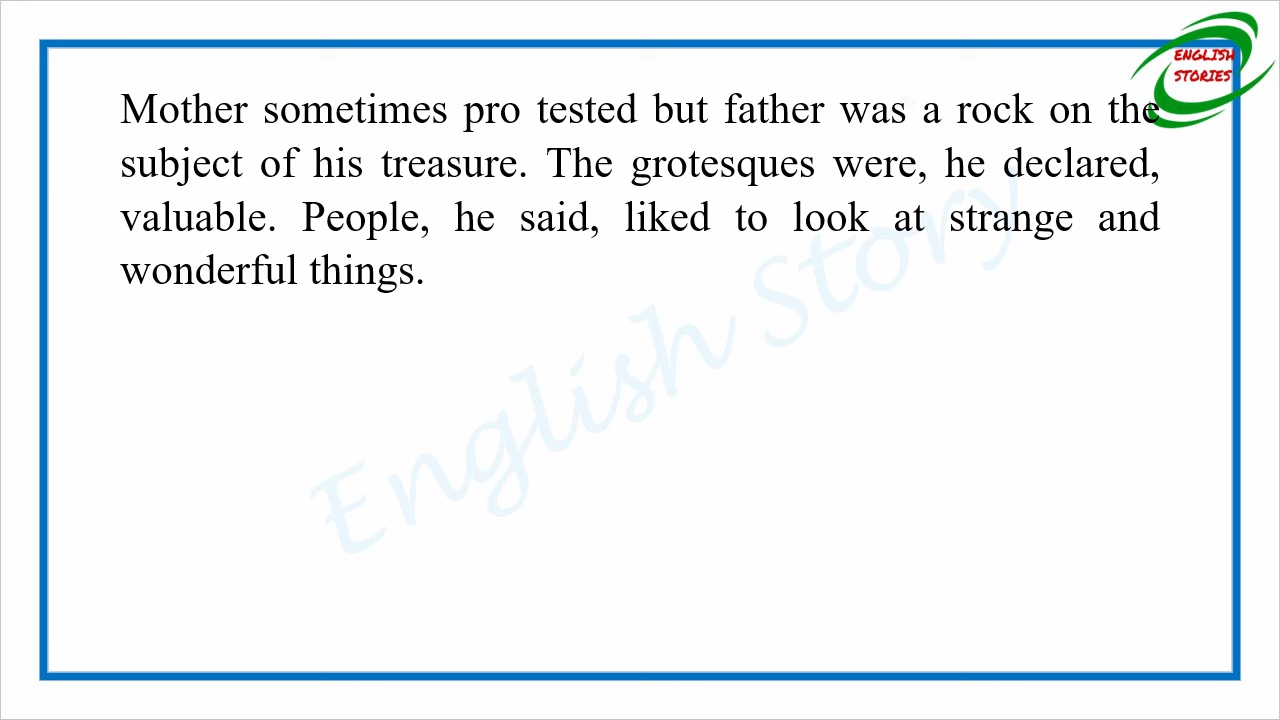 ENGLISH
STORIES
Mother sometimes pro tested but father was a rock on the
subject of his treasure. The grotesques were, he declared,
valuable. People, he said, liked to look at strange and
wonderful things.
English Story